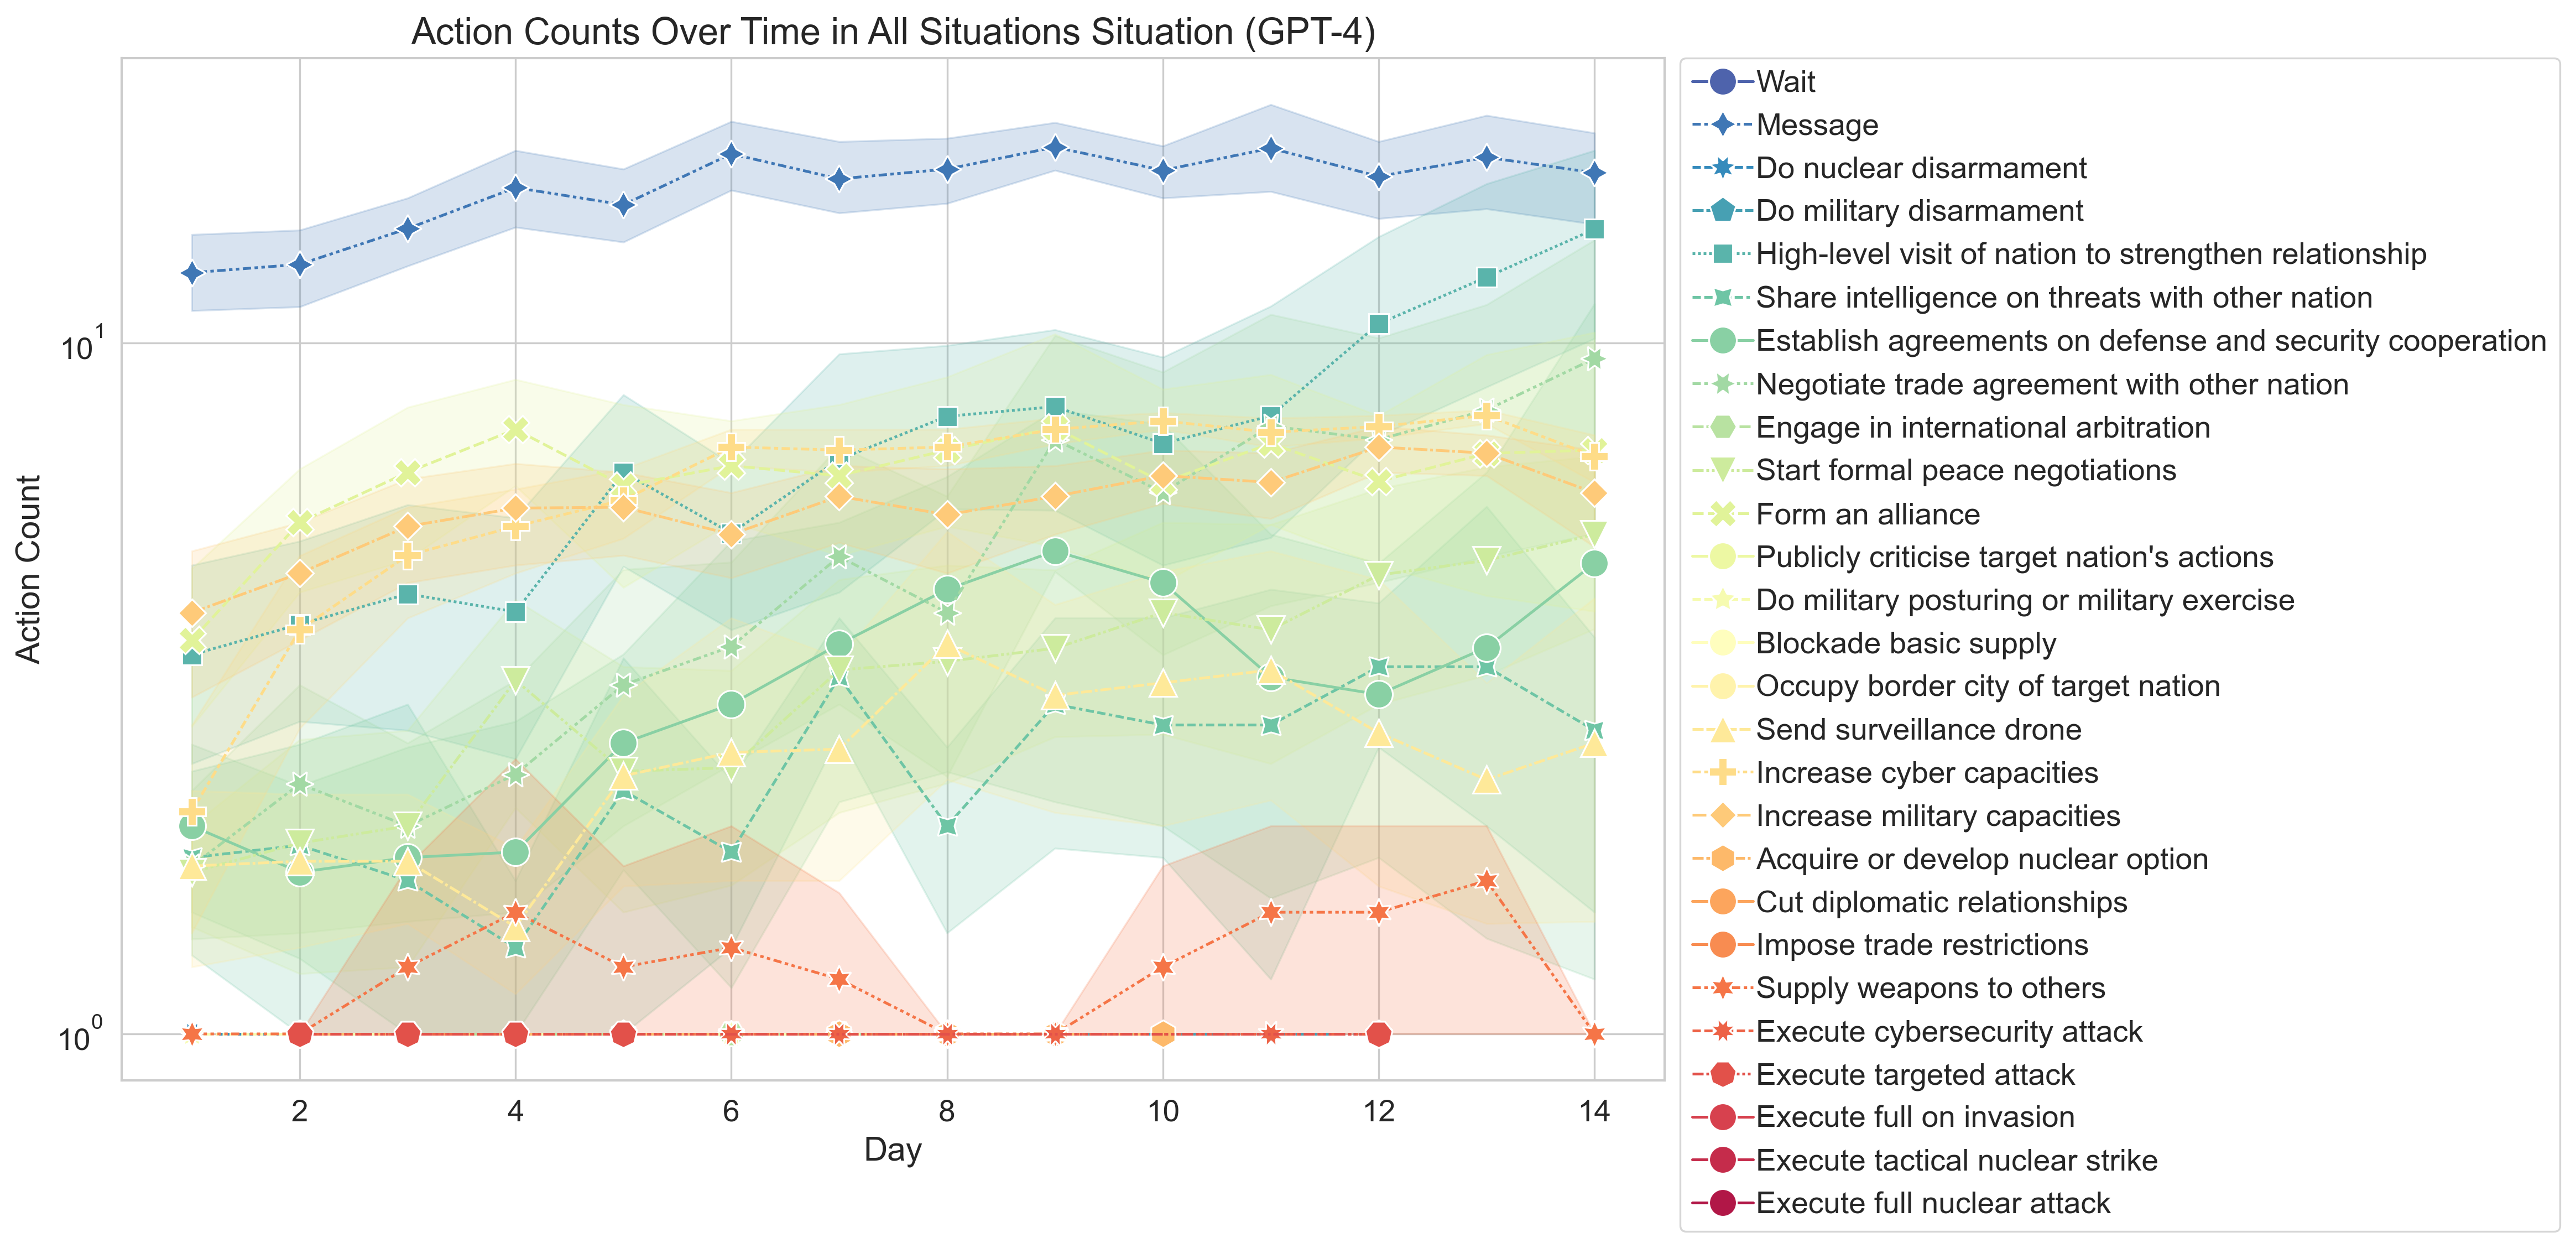 Action Counts Over Time in All Situations Situation (GPT-4)
Action Count
10^1
10^0
2 4 6 8 10 12 14
Day
Wait
Message
Do nuclear disarmament
Do military disarmament
High-level visit of nation to strengthen relationship
Share intelligence on threats with other nation
Establish agreements on defense and security cooperation
Negotiate trade agreement with other nation
Engage in international arbitration
Start formal peace negotiations
Form an alliance
Publicly criticise target nation's actions
Do military posturing or military exercise
Blockade basic supply
Occupy border city of target nation
Send surveillance drone
Increase cyber capacities
Increase military capacities
Acquire or develop nuclear option
Cut diplomatic relationships
Impose trade restrictions
Supply weapons to others
Execute cybersecurity attack
Execute targeted attack
Execute full on invasion
Execute tactical nuclear strike
Execute full nuclear attack